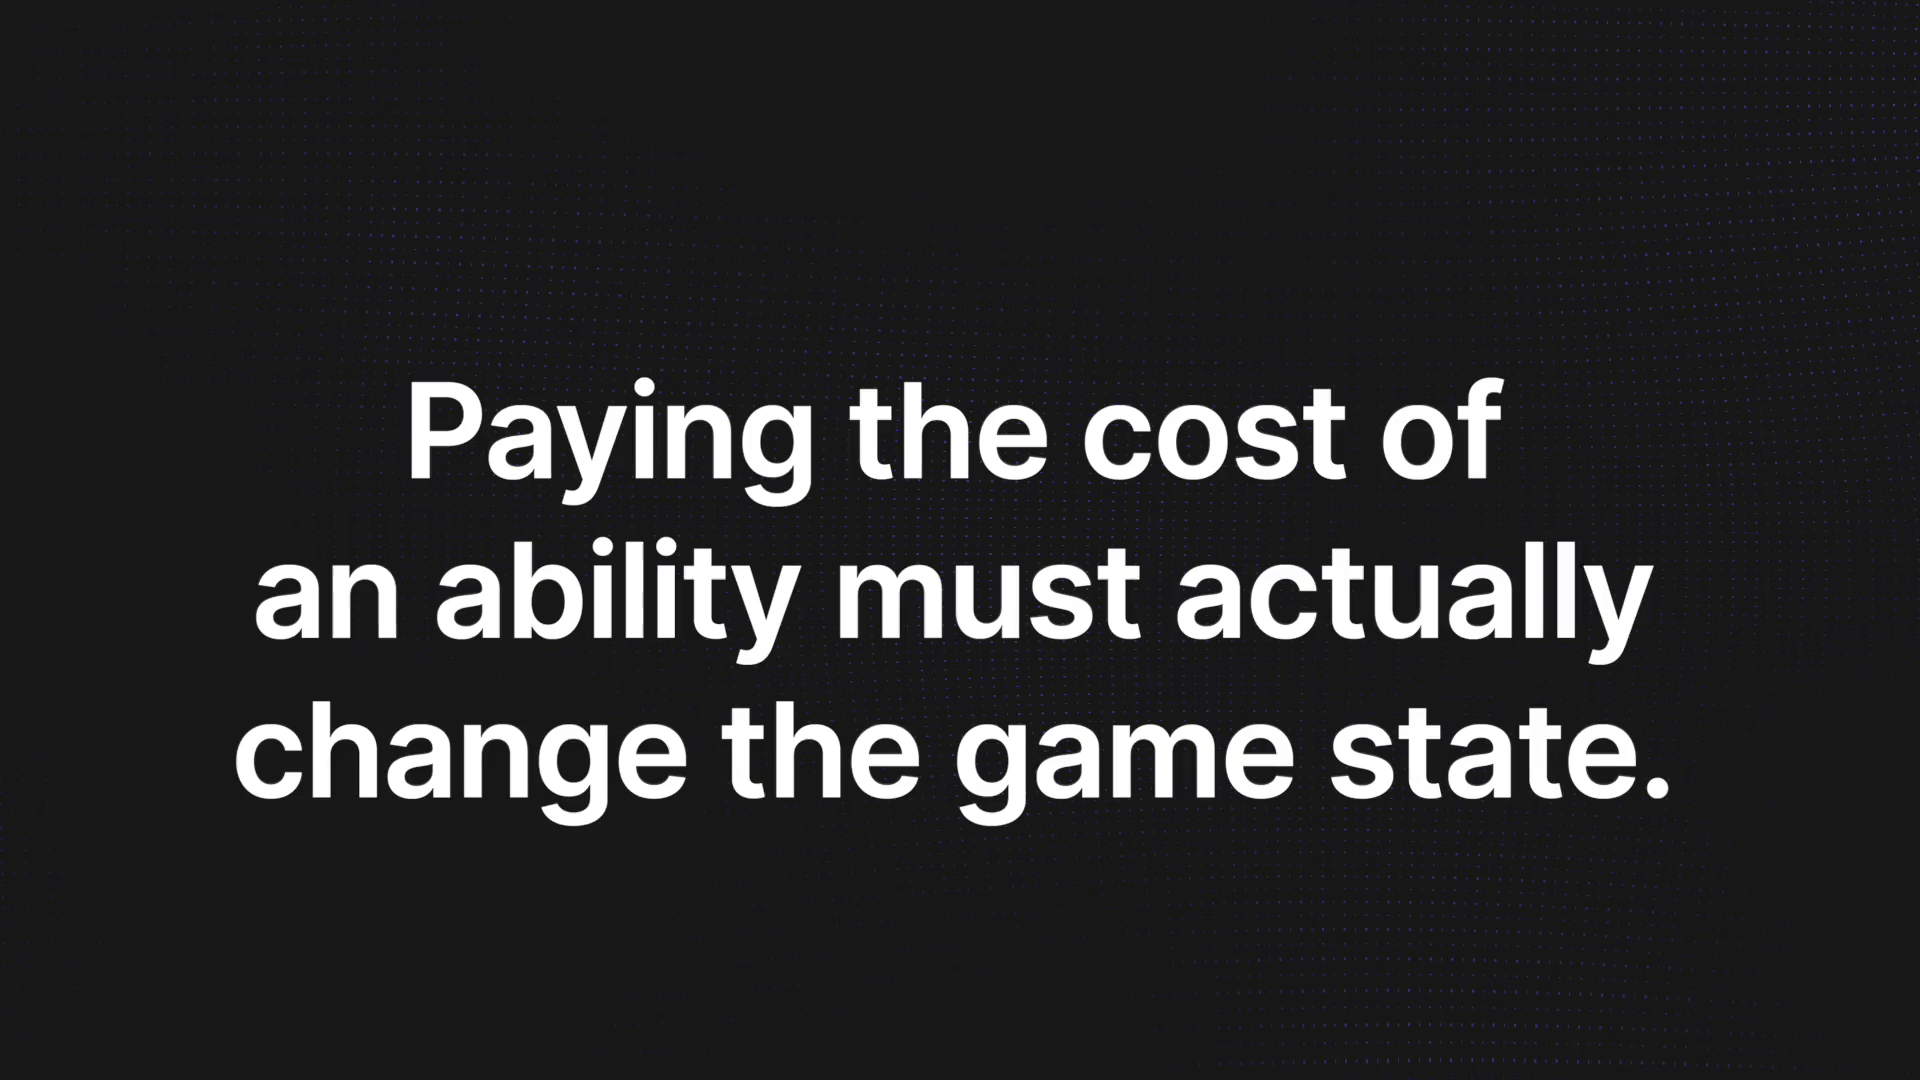 Paying the cost of
an ability must actually
change the game state.